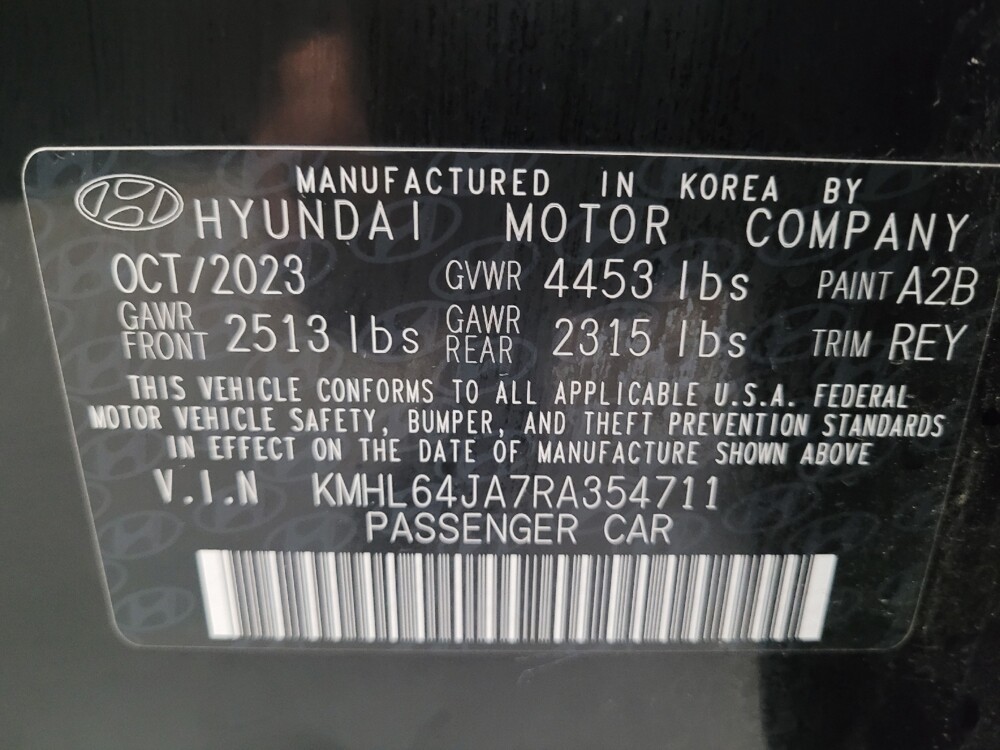 MANUFACTURED IN KOREA BY
HYUNDAI MOTOR COMPANY
OCT/2023 GVWR 4453 lbs PAINT A2B
GAWR FRONT 2513 lbs GAWR REAR 2315 lbs TRIM REY
THIS VEHICLE CONFORMS TO ALL APPLICABLE U.S.A. FEDERAL
MOTOR VEHICLE SAFETY, BUMPER, AND THEFT PREVENTION STANDARDS
IN EFFECT ON THE DATE OF MANUFACTURE SHOWN ABOVE
V.I.N KMHL64JA7RA354711
PASSENGER CAR